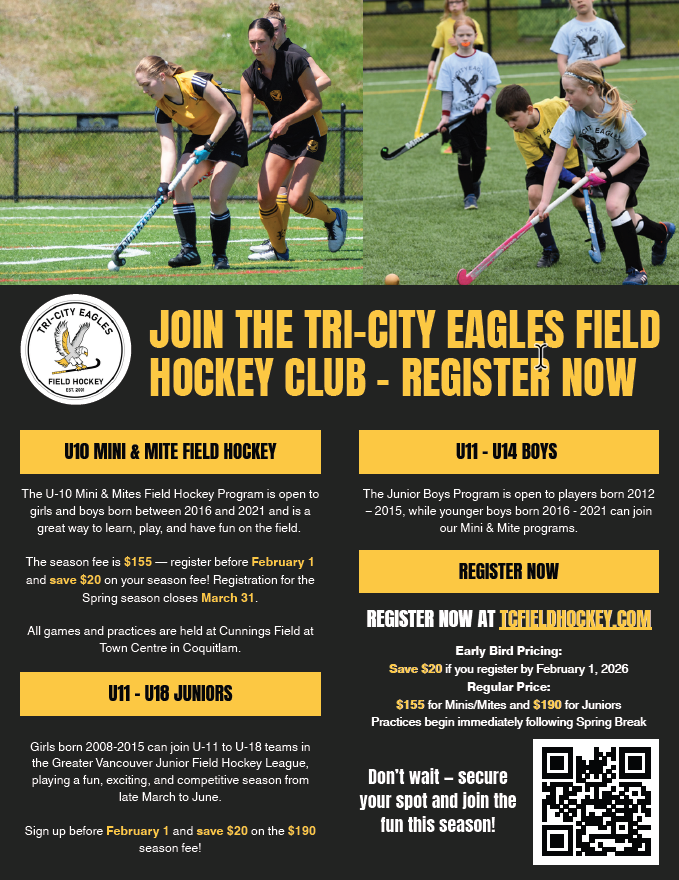 TRI-CITY EAGLES
FIELD HOCKEY
EST. 2001
JOIN THE TRI-CITY EAGLES FIELD
HOCKEY CLUB - REGISTER NOW
U10 MINI & MITE FIELD HOCKEY
The U-10 Mini & Mites Field Hockey Program is open to
girls and boys born between 2016 and 2021 and is a
great way to learn, play, and have fun on the field.
The season fee is $155 — register before February 1
and save $20 on your season fee! Registration for the
Spring season closes March 31.
All games and practices are held at Cunnings Field at
Town Centre in Coquitlam.
U11 - U18 JUNIORS
Girls born 2008-2015 can join U-11 to U-18 teams in
the Greater Vancouver Junior Field Hockey League,
playing a fun, exciting, and competitive season from
late March to June.
Sign up before February 1 and save $20 on the $190
season fee!
U11 - U14 BOYS
The Junior Boys Program is open to players born 2012
– 2015, while younger boys born 2016 - 2021 can join
our Mini & Mite programs.
REGISTER NOW
REGISTER NOW AT TCFIELDHOCKEY.COM
Early Bird Pricing:
Save $20 if you register by February 1, 2026
Regular Price:
$155 for Minis/Mites and $190 for Juniors
Practices begin immediately following Spring Break
Don't wait – secure
your spot and join the
fun this season!